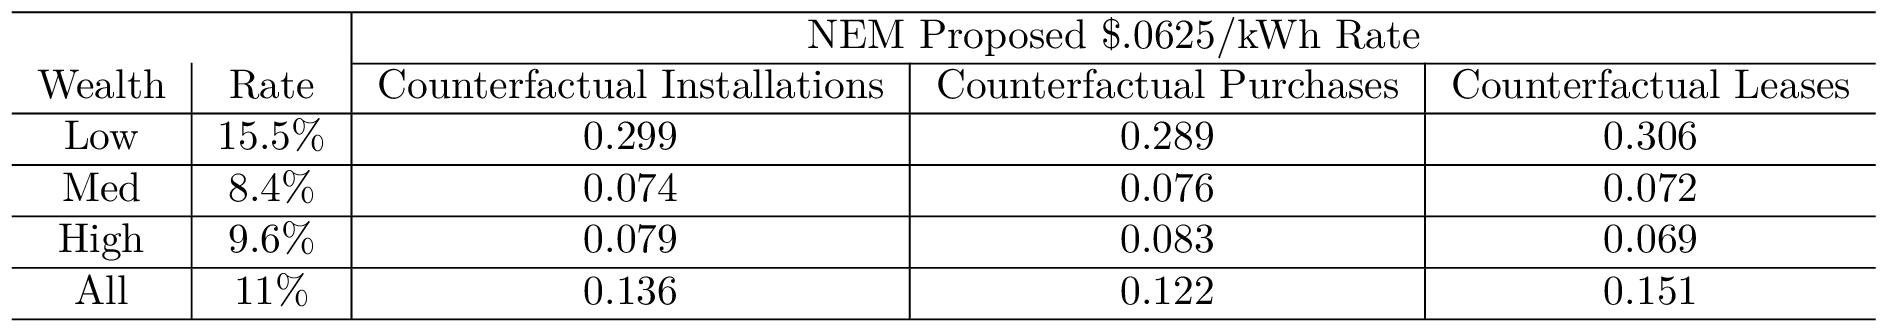 NEM Proposed $.0625/kWh Rate
Wealth Rate Counterfactual Installations Counterfactual Purchases Counterfactual Leases
Low 15.5% 0.299 0.289 0.306
Med 8.4% 0.074 0.076 0.072
High 9.6% 0.079 0.083 0.069
All 11% 0.136 0.122 0.151